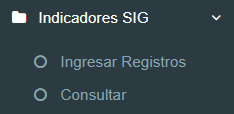 Indicadores SIG
Ingresar Registros
Consultar